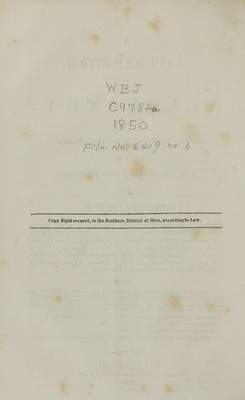 WBJ
C978fa
1850
Film No. 6419 no. 6
Copy Right secured, in the Southern District of Ohio, according to Law.